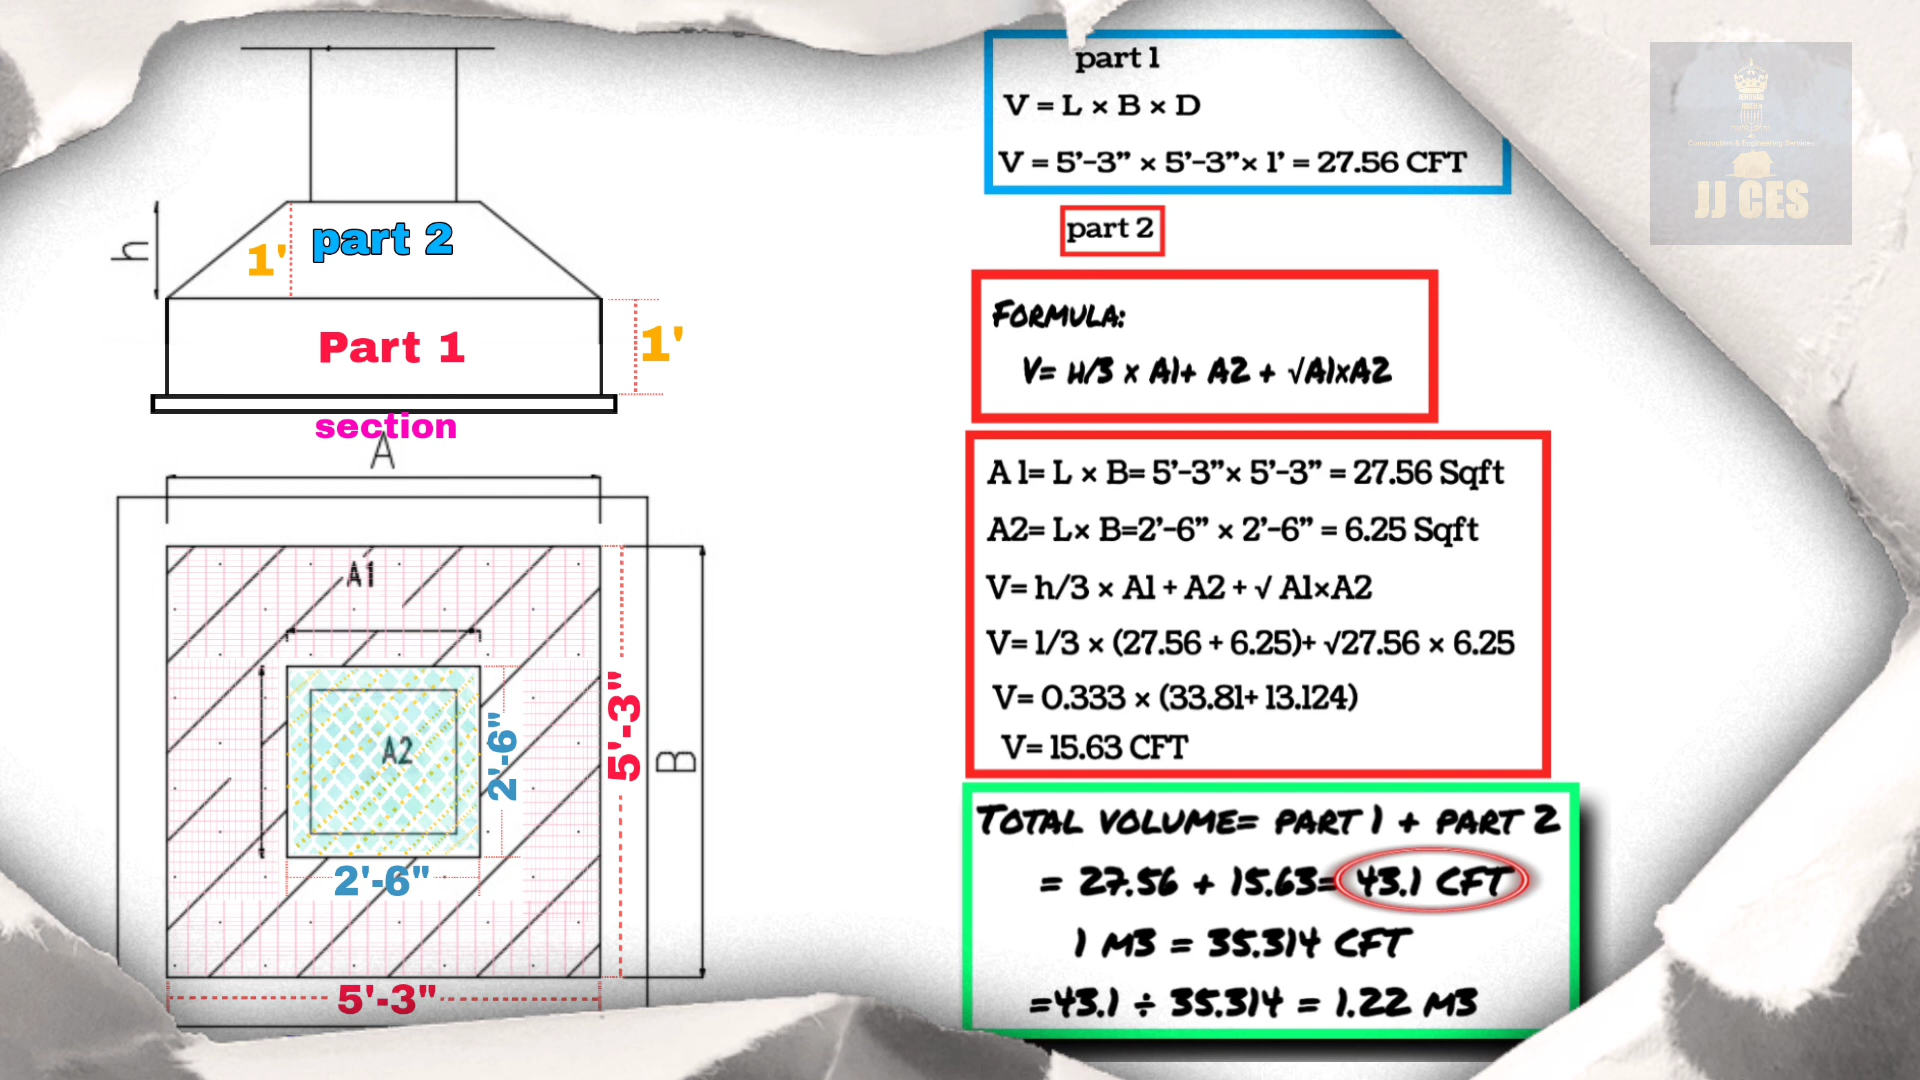 part 1
V = L × B × D
V = 5’-3” × 5’-3”× 1’ = 27.56 CFT
part 2
FORMULA:
V= H/3 x A1+ A2 + √A1xA2
A 1= L × B= 5’-3”× 5’-3” = 27.56 Sqft
A2= L× B=2’-6” × 2’-6” = 6.25 Sqft
V= h/3 × A1 + A2 + √ A1×A2
V= 1/3 × (27.56 + 6.25)+ √27.56 × 6.25
V= 0.333 × (33.81+ 13.124)
V= 15.63 CFT
TOTAL VOLUME= PART 1 + PART 2
= 27.56 + 15.63= 43.1 CFT
1 M3 = 35.314 CFT
=43.1 ÷ 35.314 = 1.22 M3
h
1'
part 2
Part 1
1'
section
A
A1
A2
2'-6"
2'-6"
5'-3"
B
5'-3"
Construction & Engineering Services
JJ CES